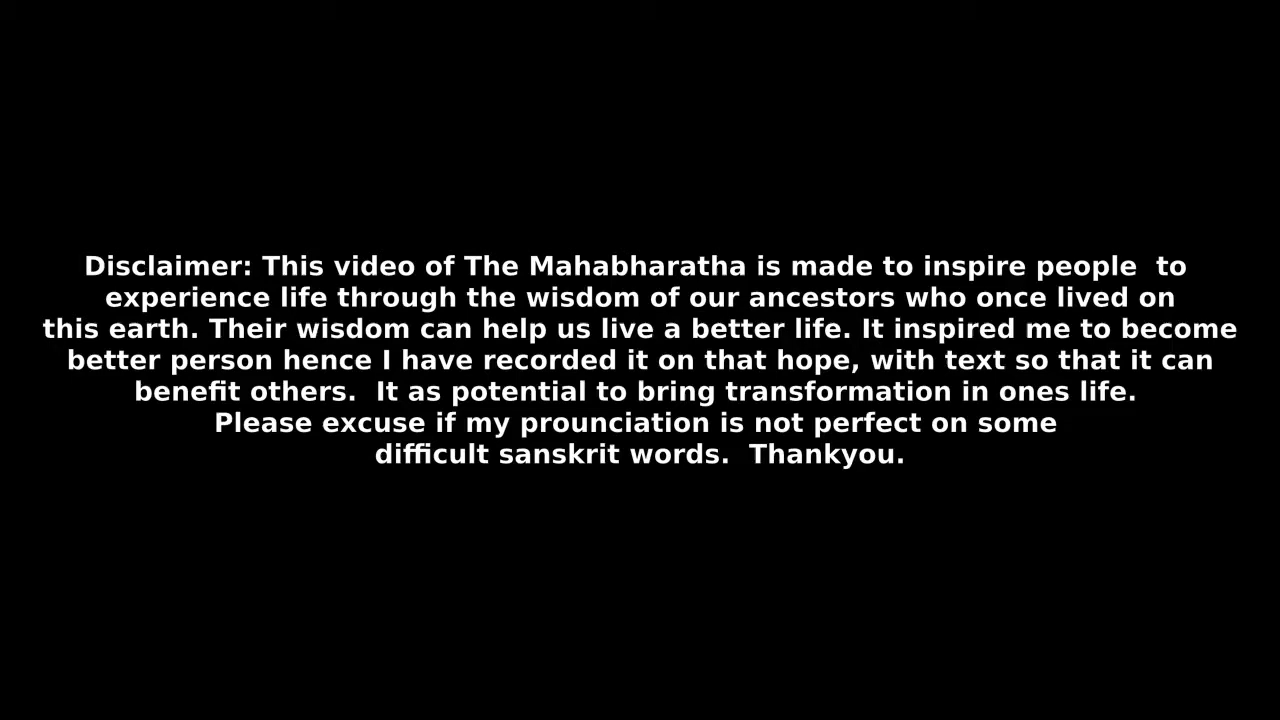 Disclaimer: This video of The Mahabharatha is made to inspire people  to
experience life through the wisdom of our ancestors who once lived on
this earth. Their wisdom can help us live a better life. It inspired me to become
better person hence I have recorded it on that hope, with text so that it can
benefit others.  It as potential to bring transformation in ones life.
Please excuse if my prounciation is not perfect on some
difficult sanskrit words.  Thankyou.